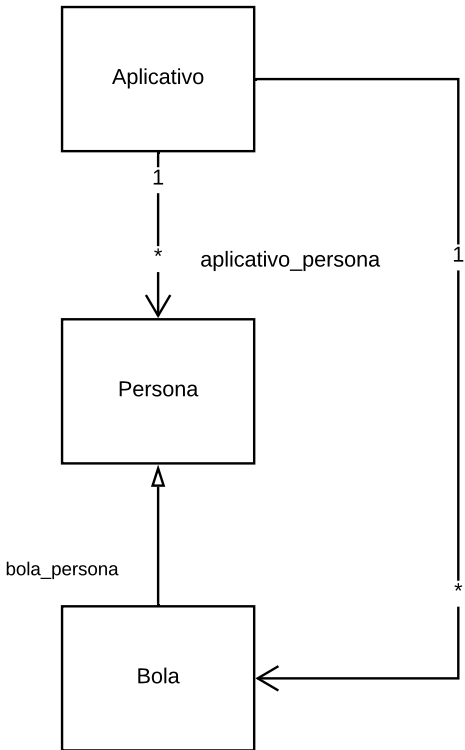 Aplicativo
1
*
aplicativo_persona
1
Persona
bola_persona
*
Bola